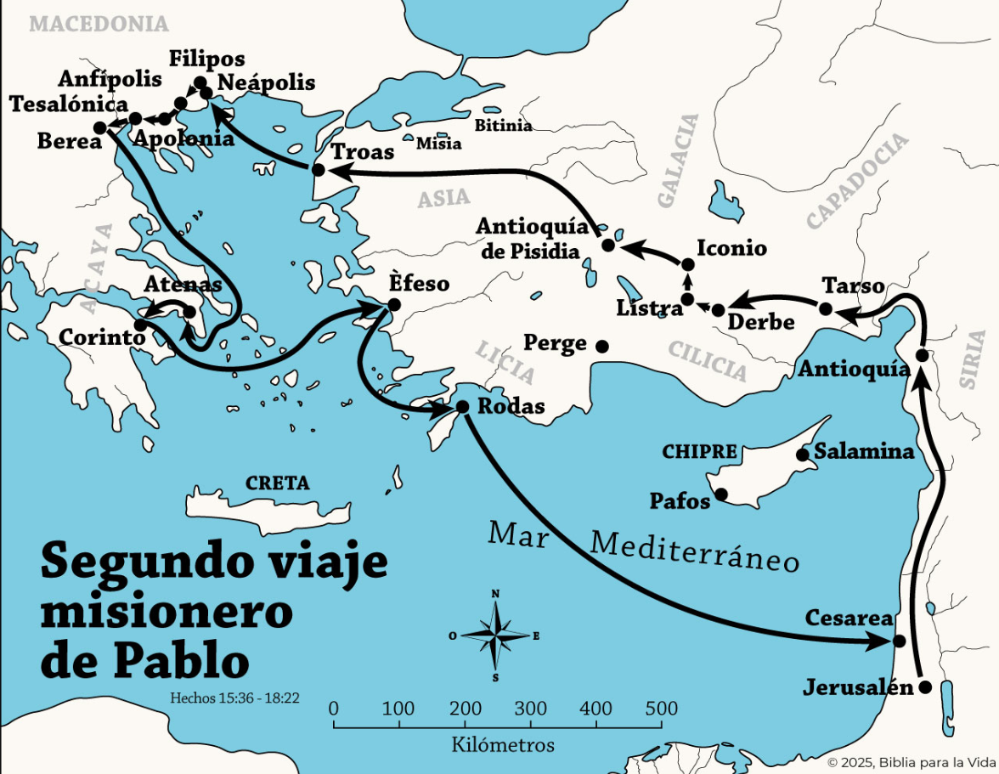 MACEDONIA
Filipos
Anfípolis
Neápolis
Tesalónica
Berea
Apolonia
Bitinia
Misia
Troas
ASIA
GALACIA
CAPADOCIA
Antioquía
de Pisidia
Iconio
ACAYA
Atenas
Èfeso
Tarso
Listra
Derbe
Corinto
Perge
LICIA
CILICIA
Antioquía
SIRIA
Rodas
CHIPRE
Salamina
CRETA
Pafos
Mar Mediterráneo
Segundo viaje
misionero
de Pablo
Hechos 15:36 - 18:22
N
O
E
S
Cesarea
Jerusalén
0 100 200 300 400 500
Kilómetros
© 2025, Biblia para la Vida